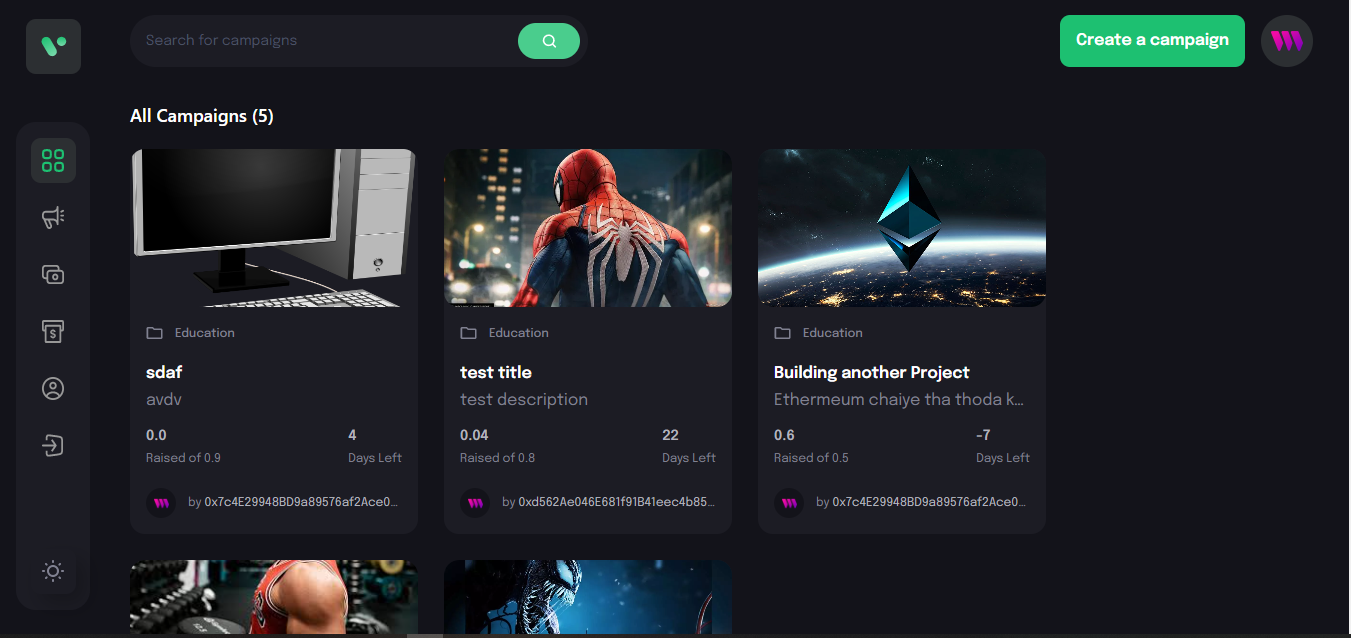 Search for campaigns
Create a campaign
All Campaigns (5)
Education
sdaf
avdv
0.0
Raised of 0.9
4
Days Left
by 0x7c4E29948BD9a89576af2Ace0...
Education
test title
test description
0.04
Raised of 0.8
22
Days Left
by 0xd562Ae046E681f91B41eec4b85...
Education
Building another Project
Ethermeum chaiye tha thoda k...
0.6
Raised of 0.5
-7
Days Left
by 0x7c4E29948BD9a89576af2Ace0...